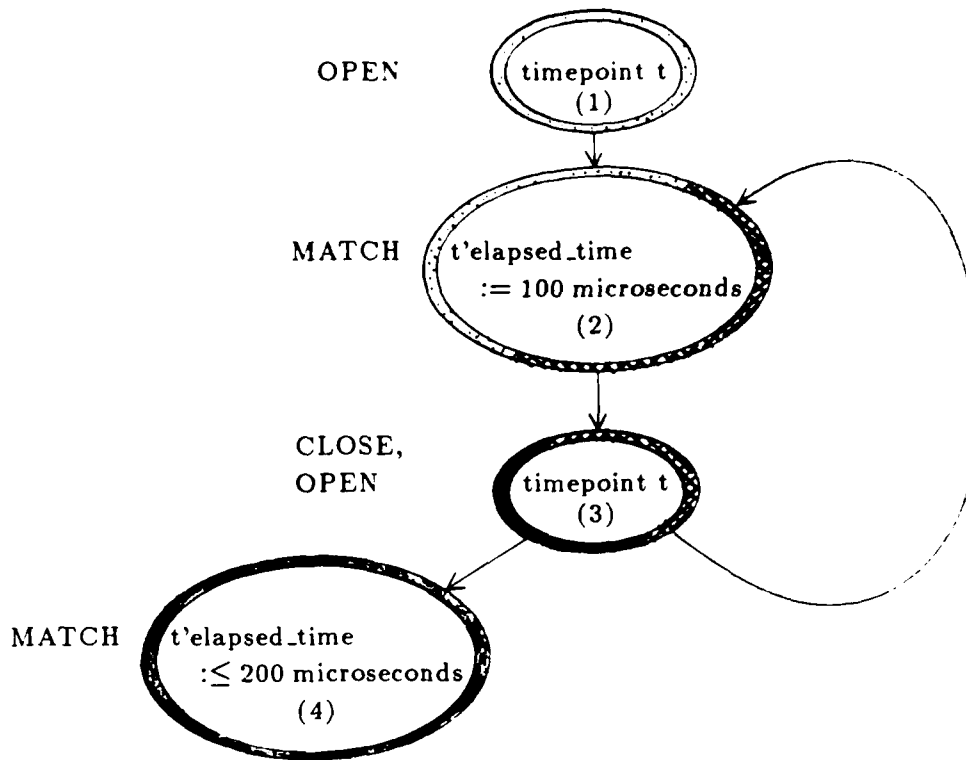 OPEN
timepoint t
(1)
MATCH
t'elapsed_time
:= 100 microseconds
(2)
CLOSE,
OPEN
timepoint t
(3)
MATCH
t'elapsed_time
:≤ 200 microseconds
(4)